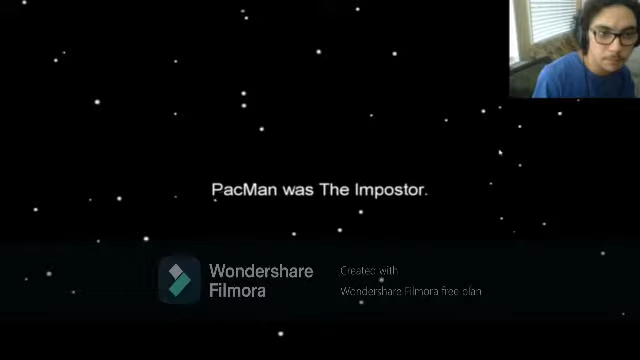 PacMan was The Impostor.
Wondershare
Filmora
Created with
Wondershare Filmora free plan